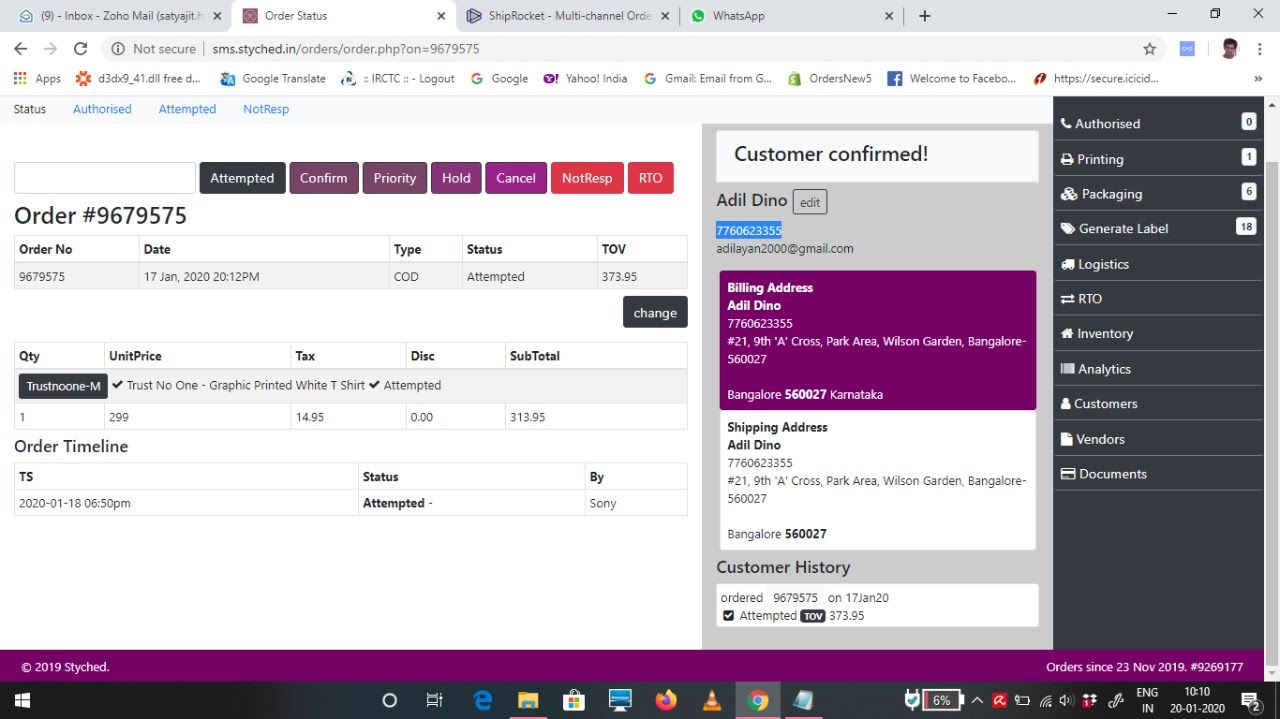 (9) - Inbox - Zoho Mail (satyajit.h
Order Status
ShipRocket - Multi-channel Orde
WhatsApp
Not secure | sms.styched.in/orders/order.php?on=9679575
Apps
d3dx9_41.dll free d...
Google Translate
:: IRCTC :: - Logout
Google
Yahoo! India
Gmail: Email from G...
OrdersNew5
Welcome to Facebo...
https://secure.icicid...
Status Authorised Attempted NotResp
Attempted Confirm Priority Hold Cancel NotResp RTO
Order #9679575
Order No Date Type Status TOV
9679575 17 Jan, 2020 20:12PM COD Attempted 373.95
change
Qty UnitPrice Tax Disc SubTotal
Trustnoone-M ✔ Trust No One - Graphic Printed White T Shirt ✔ Attempted
1 299 14.95 0.00 313.95
Order Timeline
TS Status By
2020-01-18 06:50pm Attempted - Sony
Customer confirmed!
Adil Dino edit
7760623355
adilayan2000@gmail.com
Billing Address
Adil Dino
7760623355
#21, 9th 'A' Cross, Park Area, Wilson Garden, Bangalore-
560027
Bangalore 560027 Karnataka
Shipping Address
Adil Dino
7760623355
#21, 9th 'A' Cross, Park Area, Wilson Garden, Bangalore-
560027
Bangalore 560027
Customer History
ordered 9679575 on 17Jan20
Attempted TOV 373.95
Authorised 0
Printing 1
Packaging 6
Generate Label 18
Logistics
RTO
Inventory
Analytics
Customers
Vendors
Documents
© 2019 Styched.
Orders since 23 Nov 2019. #9269177
6%
ENG
IN
10:10
20-01-2020
2